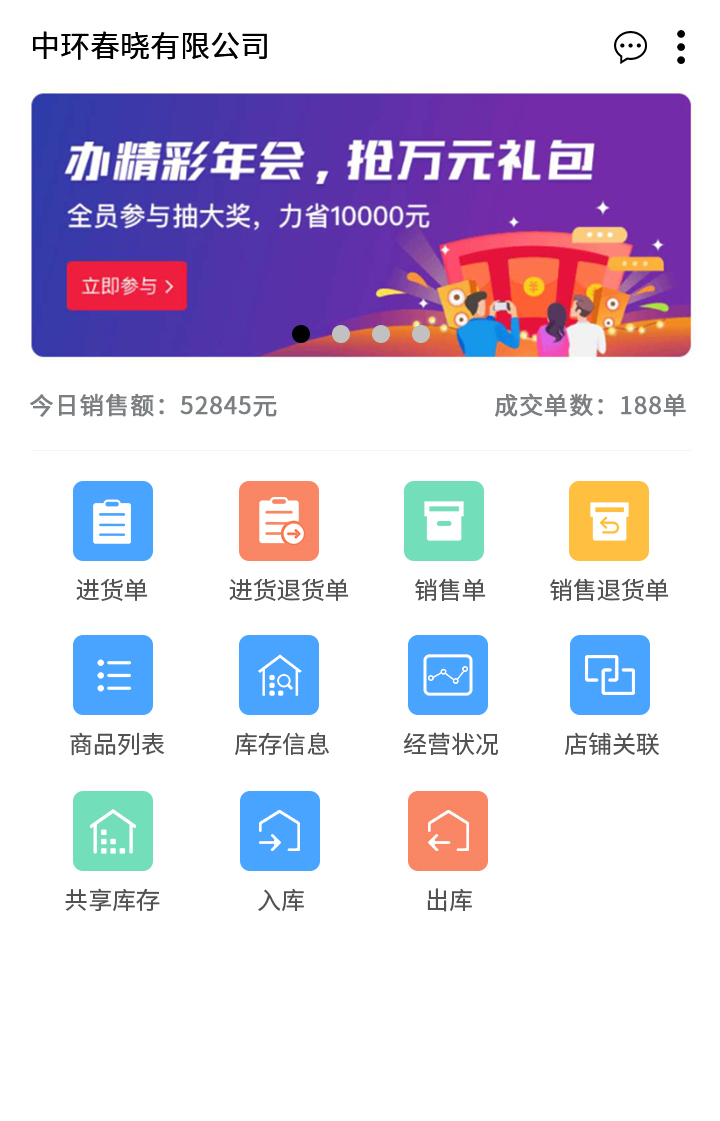 中环春晓有限公司
办精彩年会，抢万元礼包
全员参与抽大奖，力省10000元
立即参与
今日销售额：52845元
成交单数：188单
进货单
进货退货单
销售单
销售退货单
商品列表
库存信息
经营状况
店铺关联
共享库存
入库
出库